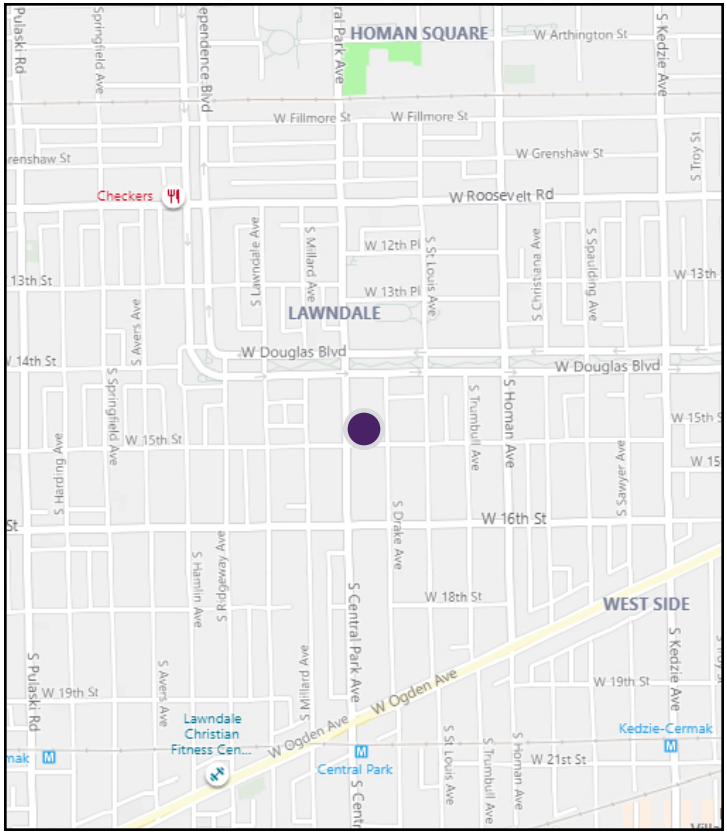 Pulaski Rd
Springfield Ave
ependence Blvd
ral Park Ave
HOMAN SQUARE
W Arthington St
S Kedzie Ave
W Fillmore St
W Fillmore St
renshaw St
W Grenshaw St
S Troy St
Checkers
W Roosevelt Rd
S Lawndale Ave
S Millard Ave
W 12th Pl
S St Louis Ave
S Christiana Ave
S Spaulding Ave
13th St
W 13th
W 13th Pl
LAWNDALE
S Avers Ave
W Douglas Blvd
W 14th St
W Douglas Blvd
S Springfield Ave
S Trumbull Ave
S Homan Ave
W 15th S
W 15th St
S Harding Ave
S Sawyer Ave
W 15
St
W 16th St
S Drake Ave
S Hamlin Ave
S Ridgeway Ave
S Central Park Ave
W 18th St
WEST SIDE
S Kedzie Ave
S Pulaski Rd
S Avers Ave
S Millard Ave
W 19th St
W Ogden Ave
W 19th St
Lawndale
Christian
Fitness Cen...
W Ogden Ave
S St Louis Ave
S Trumbull Ave
S Homan Ave
Kedzie-Cermak
M
mak M
M
Central Park
W 21st St
S Centr